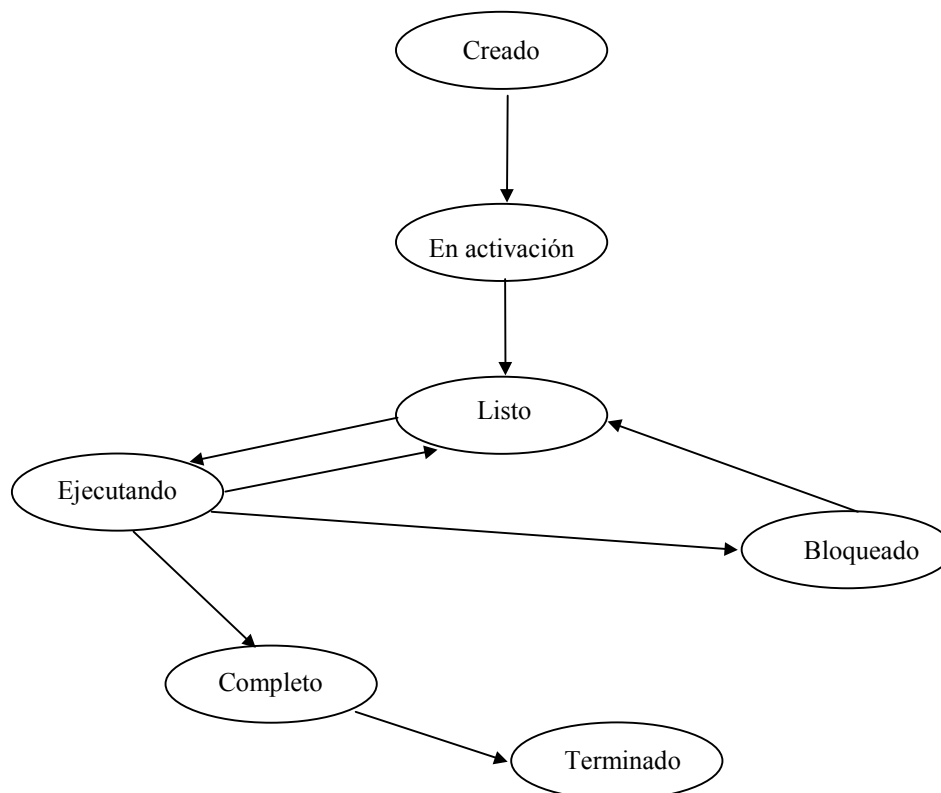 Creado
En activación
Listo
Ejecutando
Bloqueado
Completo
Terminado